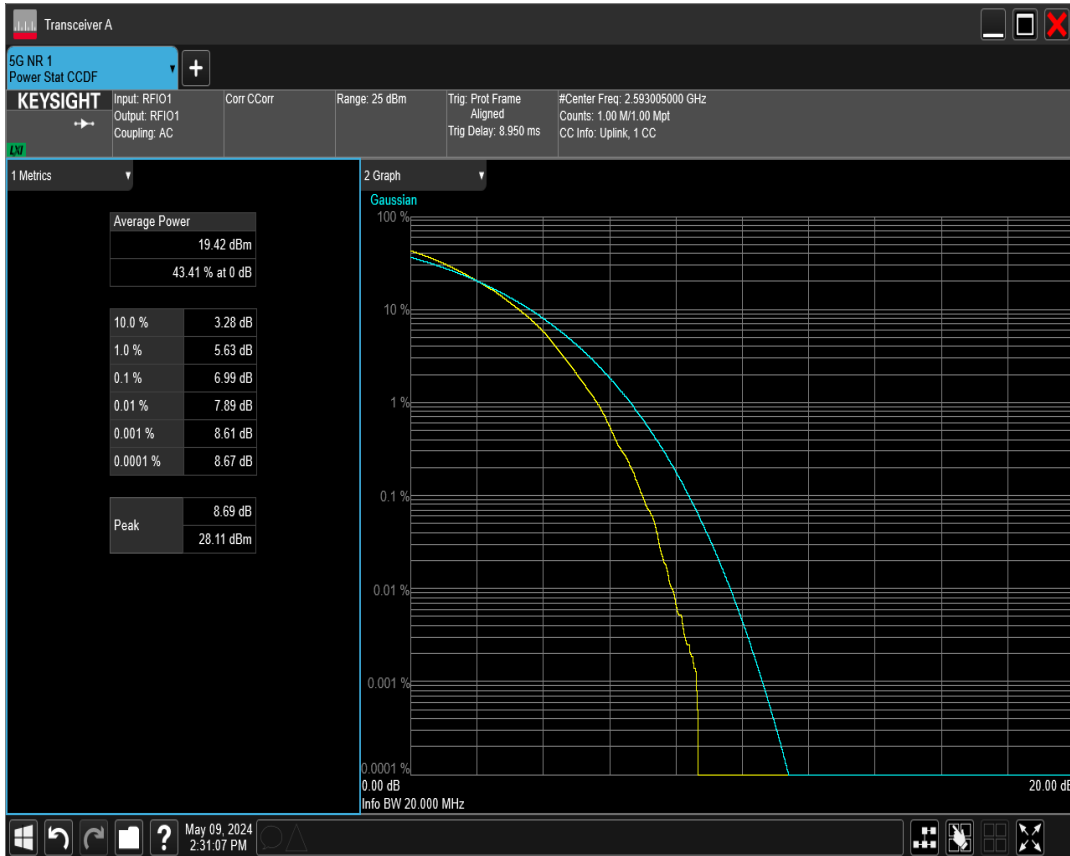 Transceiver A
5G NR 1
Power Stat CCDF
KEYSIGHT
Input: RFIO1
Output: RFIO1
Coupling: AC
Corr CCorr
Range: 25 dBm
Trig: Prot Frame
Aligned
Trig Delay: 8.950 ms
#Center Freq: 2.593005000 GHz
Counts: 1.00 M/1.00 Mpt
CC Info: Uplink, 1 CC
LXI
1 Metrics
Average Power
19.42 dBm
43.41 % at 0 dB
10.0 % 3.28 dB
1.0 % 5.63 dB
0.1 % 6.99 dB
0.01 % 7.89 dB
0.001 % 8.61 dB
0.0001 % 8.67 dB
Peak
8.69 dB
28.11 dBm
2 Graph
Gaussian
100 %
10 %
1 %
0.1 %
0.01 %
0.001 %
0.0001 %
0.00 dB 20.00 dB
Info BW 20.000 MHz
?
May 09, 2024
2:31:07 PM